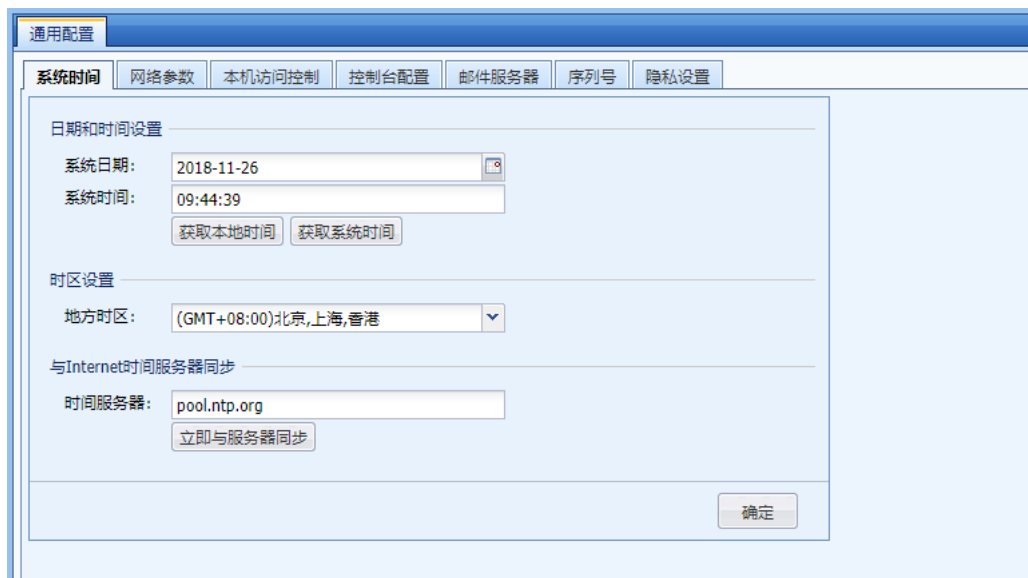 通用配置
系统时间 网络参数 本机访问控制 控制台配置 邮件服务器 序列号 隐私设置
日期和时间设置
系统日期: 2018-11-26
系统时间: 09:44:39
获取本地时间 获取系统时间
时区设置
地方时区: (GMT+08:00)北京,上海,香港
与Internet时间服务器同步
时间服务器: pool.ntp.org
立即与服务器同步
确定